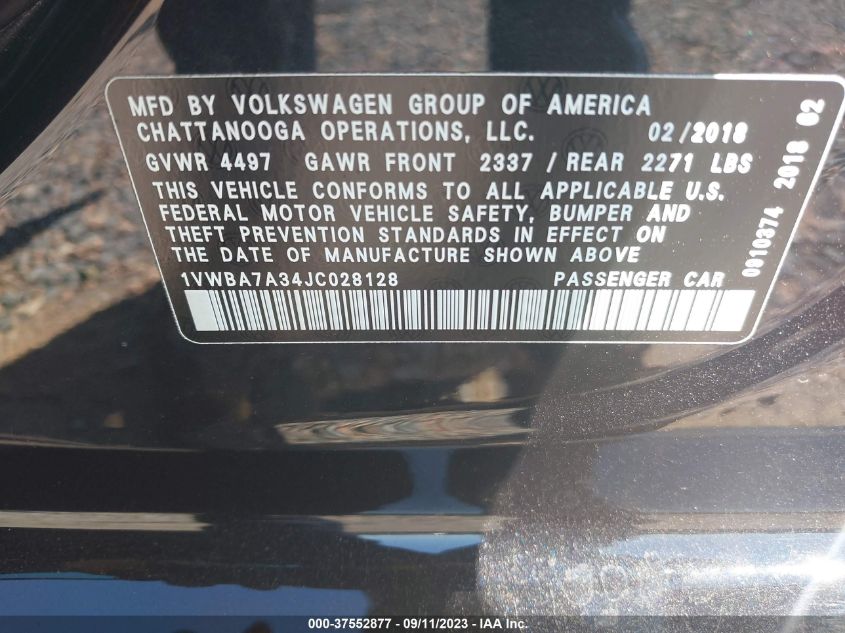 MFD BY VOLKSWAGEN GROUP OF AMERICA
CHATTANOOGA OPERATIONS, LLC. 02/2018
GVWR 4497 GAWR FRONT 2337 / REAR 2271 LBS
THIS VEHICLE CONFORMS TO ALL APPLICABLE U.S.
FEDERAL MOTOR VEHICLE SAFETY, BUMPER AND
THEFT PREVENTION STANDARDS IN EFFECT ON
THE DATE OF MANUFACTURE SHOWN ABOVE
1VWBA7A34JC028128 PASSENGER CAR
0010374 2018 02
000-37552877 - 09/11/2023 - IAA Inc.